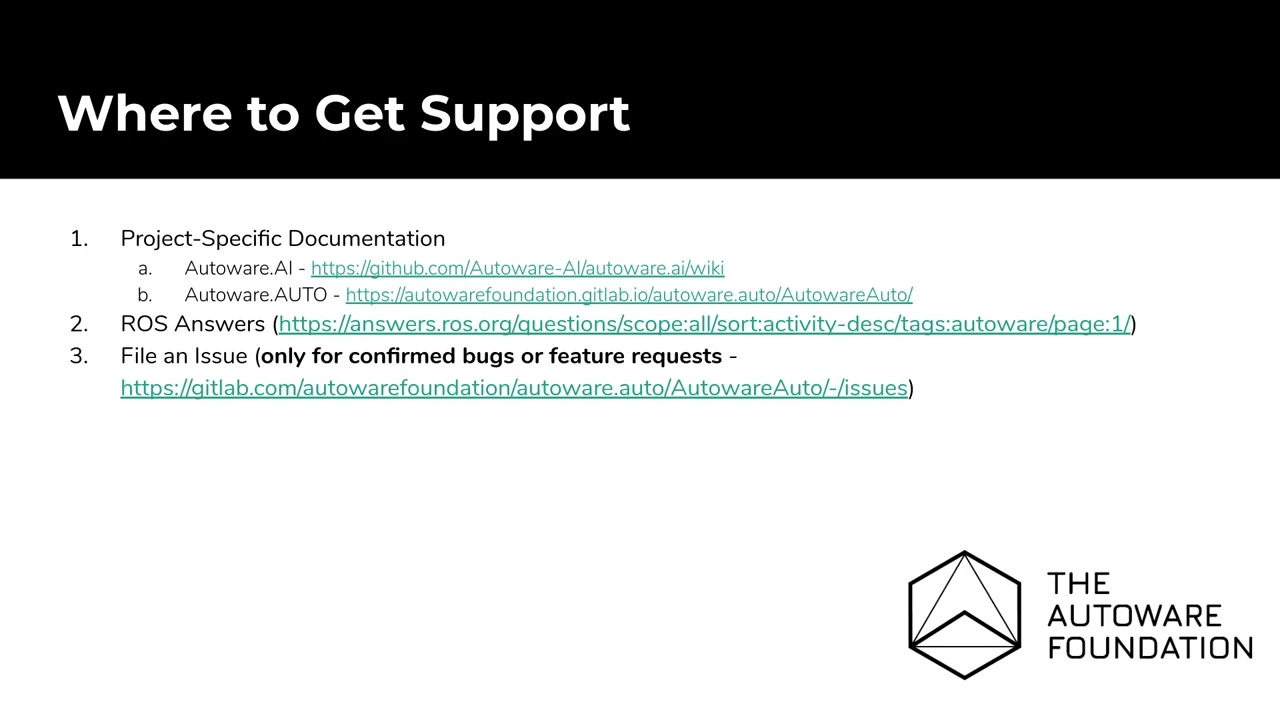 Where to Get Support
1. Project-Specific Documentation
a. Autoware.AI - https://github.com/Autoware-AI/autoware.ai/wiki
b. Autoware.AUTO - https://autowarefoundation.gitlab.io/autoware.auto/AutowareAuto/
2. ROS Answers (https://answers.ros.org/questions/scope:all/sort:activity-desc/tags:autoware/page:1/)
3. File an Issue (only for confirmed bugs or feature requests -
https://gitlab.com/autowarefoundation/autoware.auto/AutowareAuto/-/issues)
THE
AUTOWARE
FOUNDATION